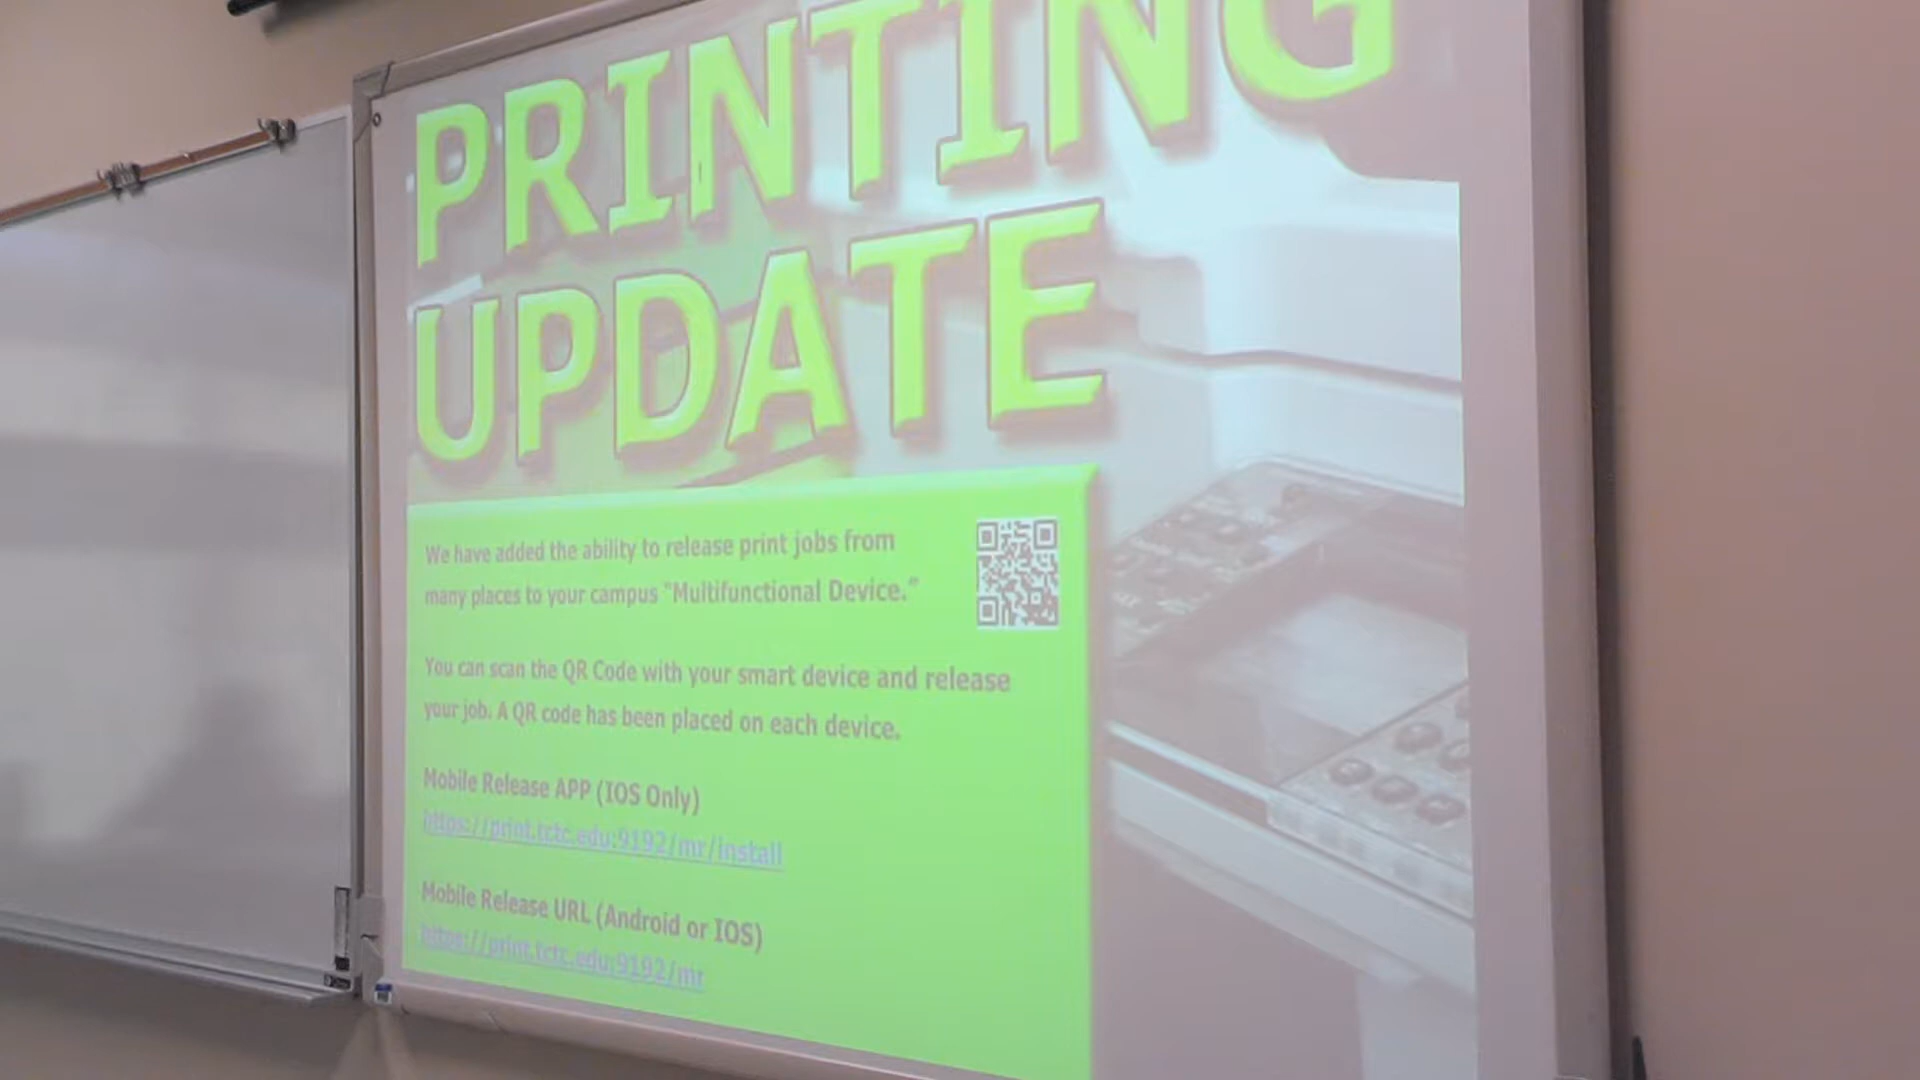 PRINTING
UPDATE
We have added the ability to release print jobs from
many places to your campus "Multifunctional Device."
You can scan the QR Code with your smart device and release
your job. A QR code has been placed on each device.
Mobile Release APP (IOS Only)
https://print.tctc.edu:9192/mr/install
Mobile Release URL (Android or IOS)
https://print.tctc.edu:9192/mr